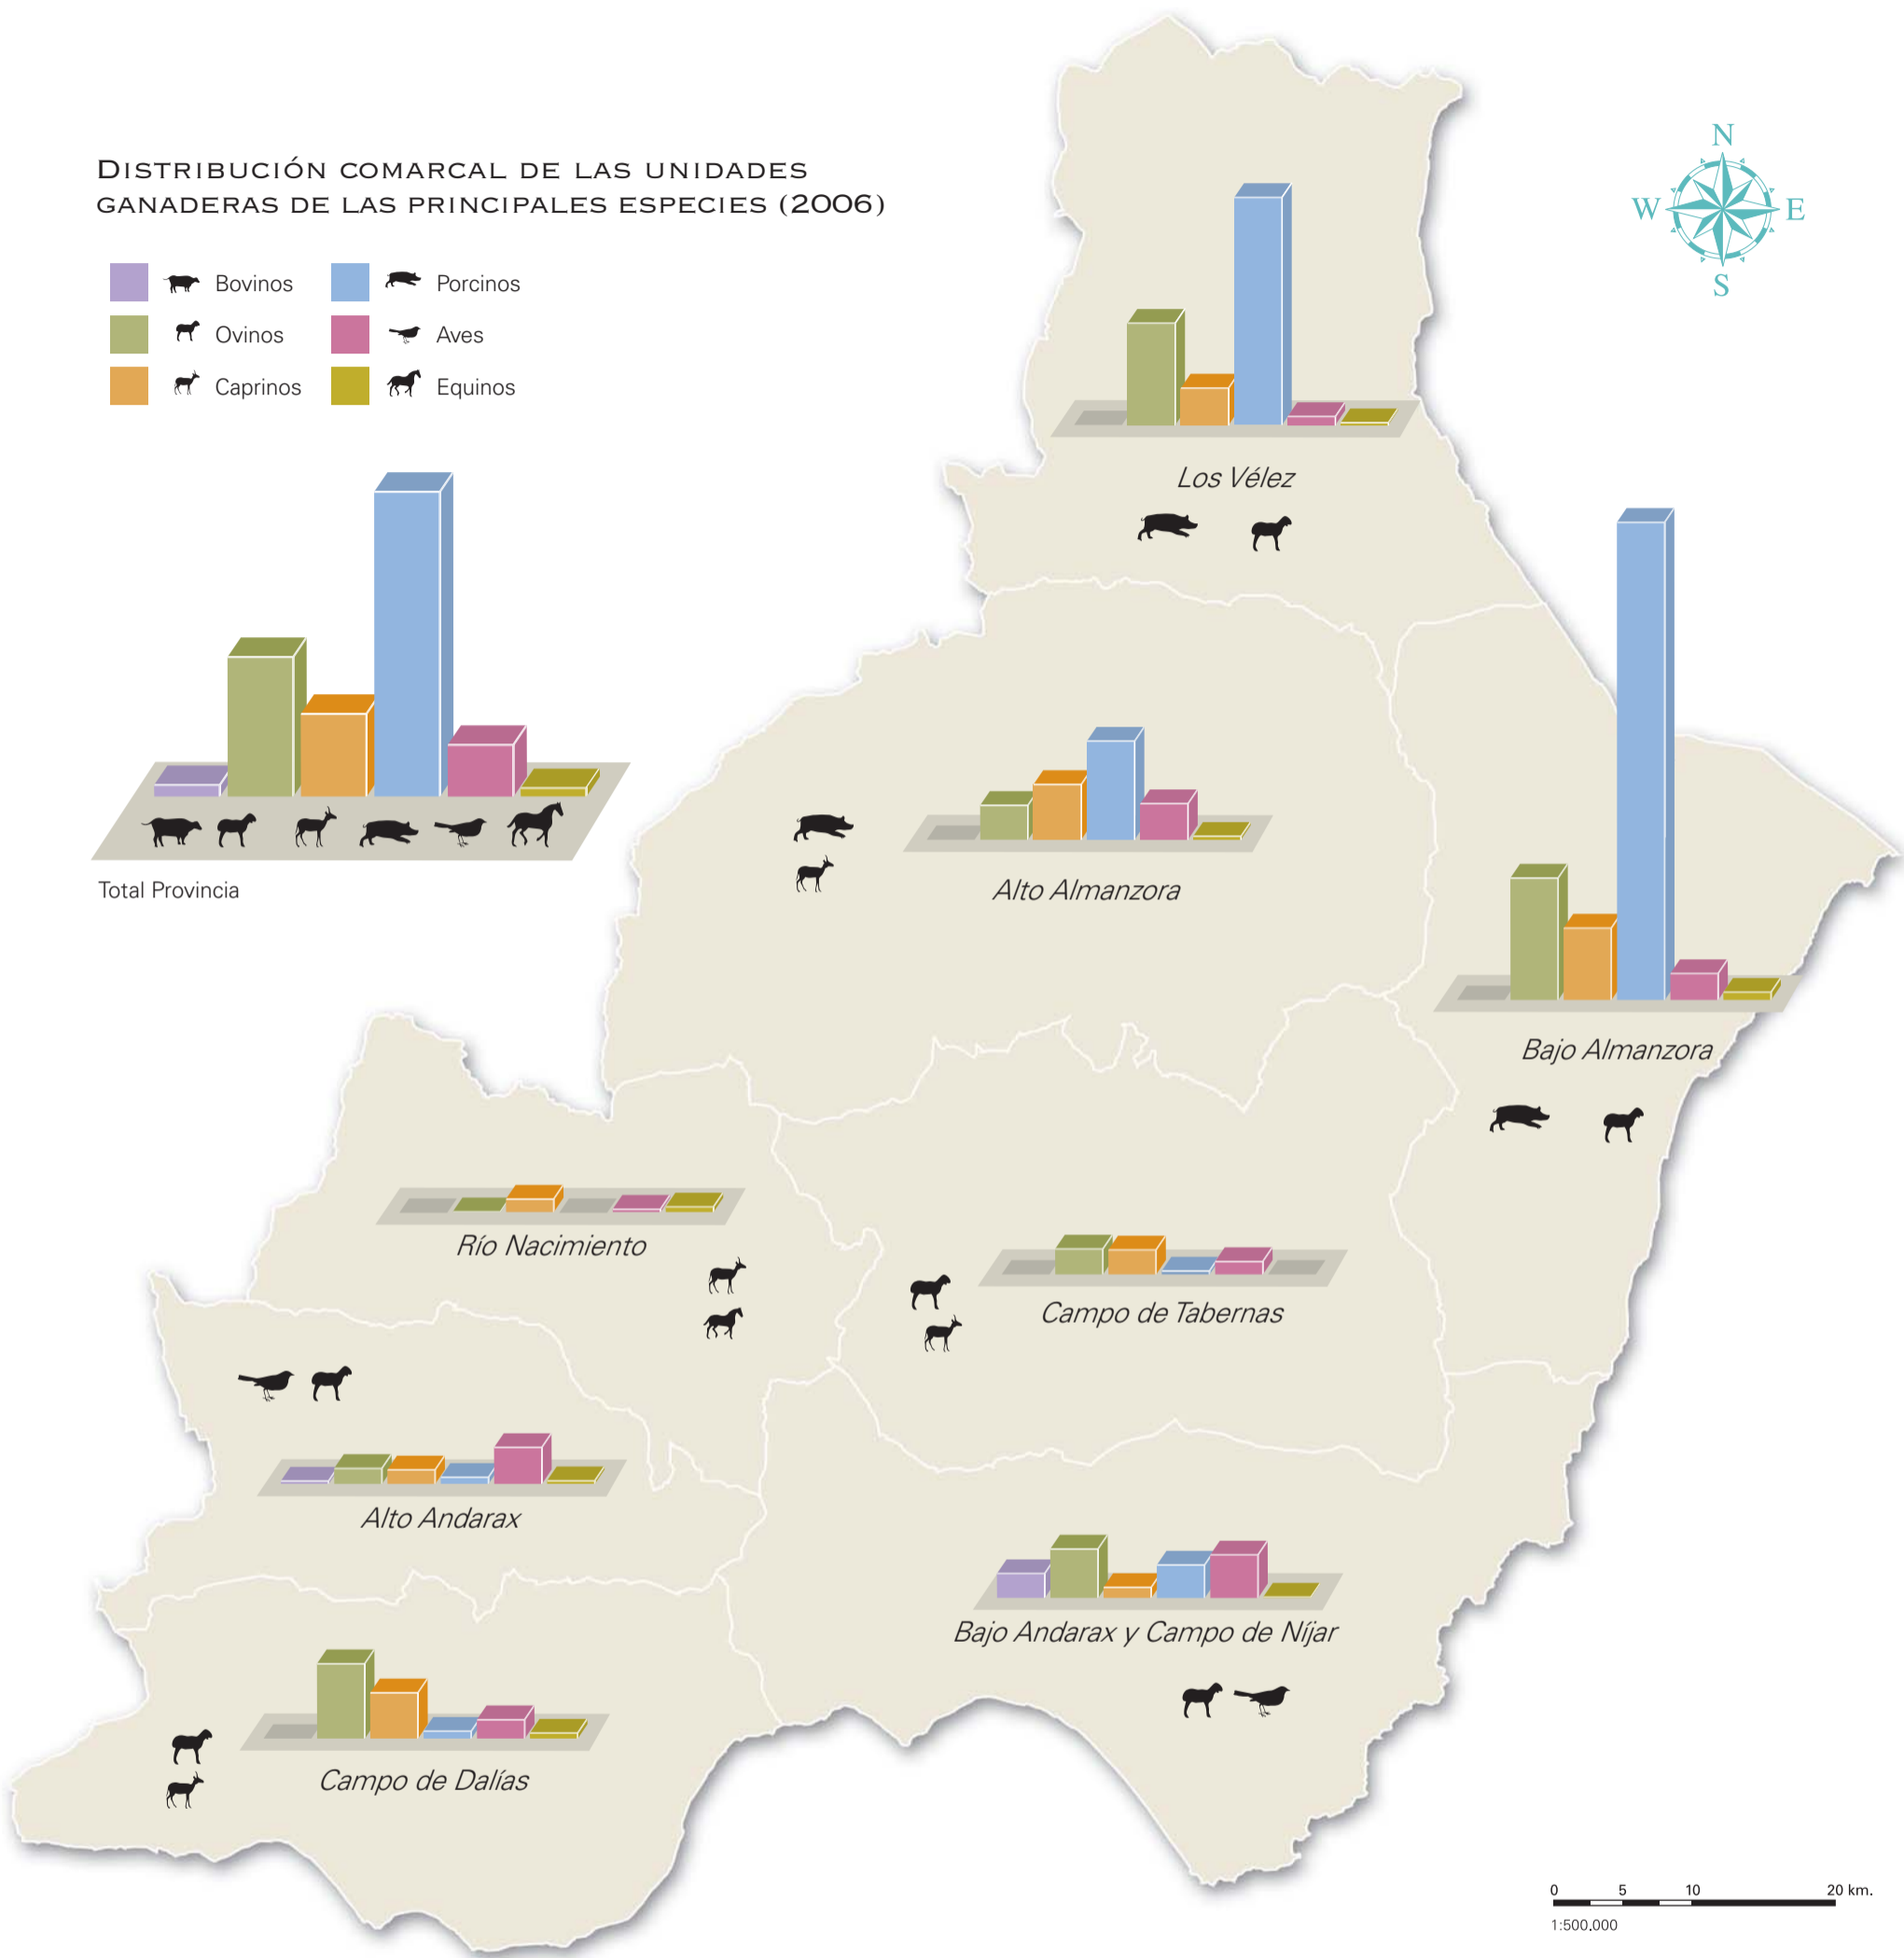 DISTRIBUCIÓN COMARCAL DE LAS UNIDADES
GANADERAS DE LAS PRINCIPALES ESPECIES (2006)
Bovinos
Porcinos
Ovinos
Aves
Caprinos
Equinos
N
W
E
S
Total Provincia
Los Vélez
Alto Almanzora
Bajo Almanzora
Río Nacimiento
Campo de Tabernas
Alto Andarax
Bajo Andarax y Campo de Níjar
Campo de Dalías
0 5 10 20 km.
1:500.000